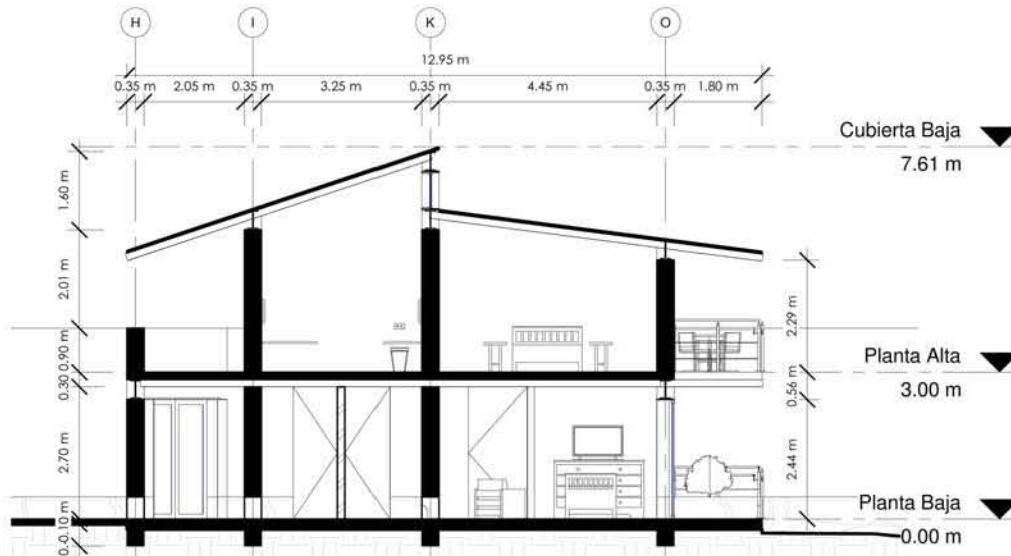 H I K O
12.95 m
0.35 m 2.05 m 0.35 m 3.25 m 0.35 m 4.45 m 0.35 m 1.80 m
Cubierta Baja
7.61 m
1.60 m
2.01 m
0.90 m
0.30
2.70 m
0.10 m
2.29 m
0.56 m
2.44 m
Planta Alta
3.00 m
Planta Baja
0.00 m